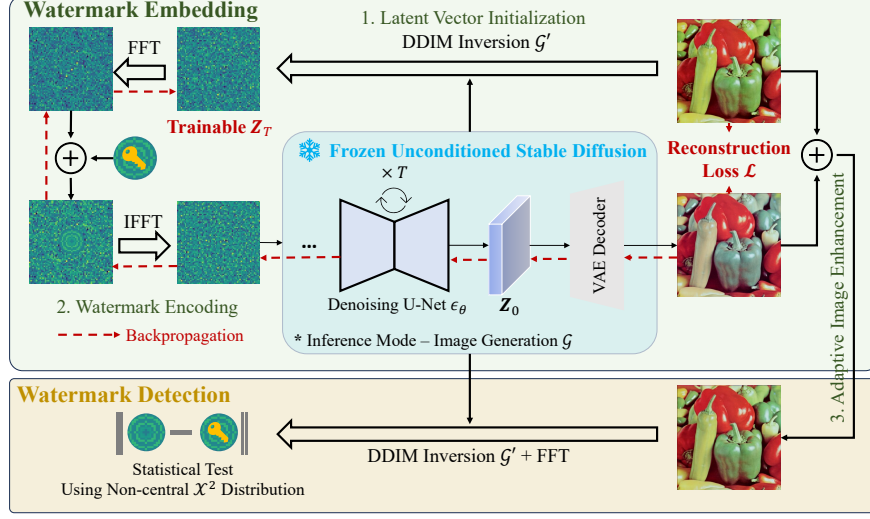 Watermark Embedding
1. Latent Vector Initialization
DDIM Inversion 𝒢′
FFT
Trainable Z_T
Frozen Unconditioned Stable Diffusion
Reconstruction
Loss ℒ
× T
IFFT
...
VAE Decoder
Denoising U-Net ϵ_θ
Z_0
2. Watermark Encoding
Backpropagation
* Inference Mode – Image Generation 𝒢
3. Adaptive Image Enhancement
Watermark Detection
DDIM Inversion 𝒢′ + FFT
Statistical Test
Using Non-central 𝒳² Distribution